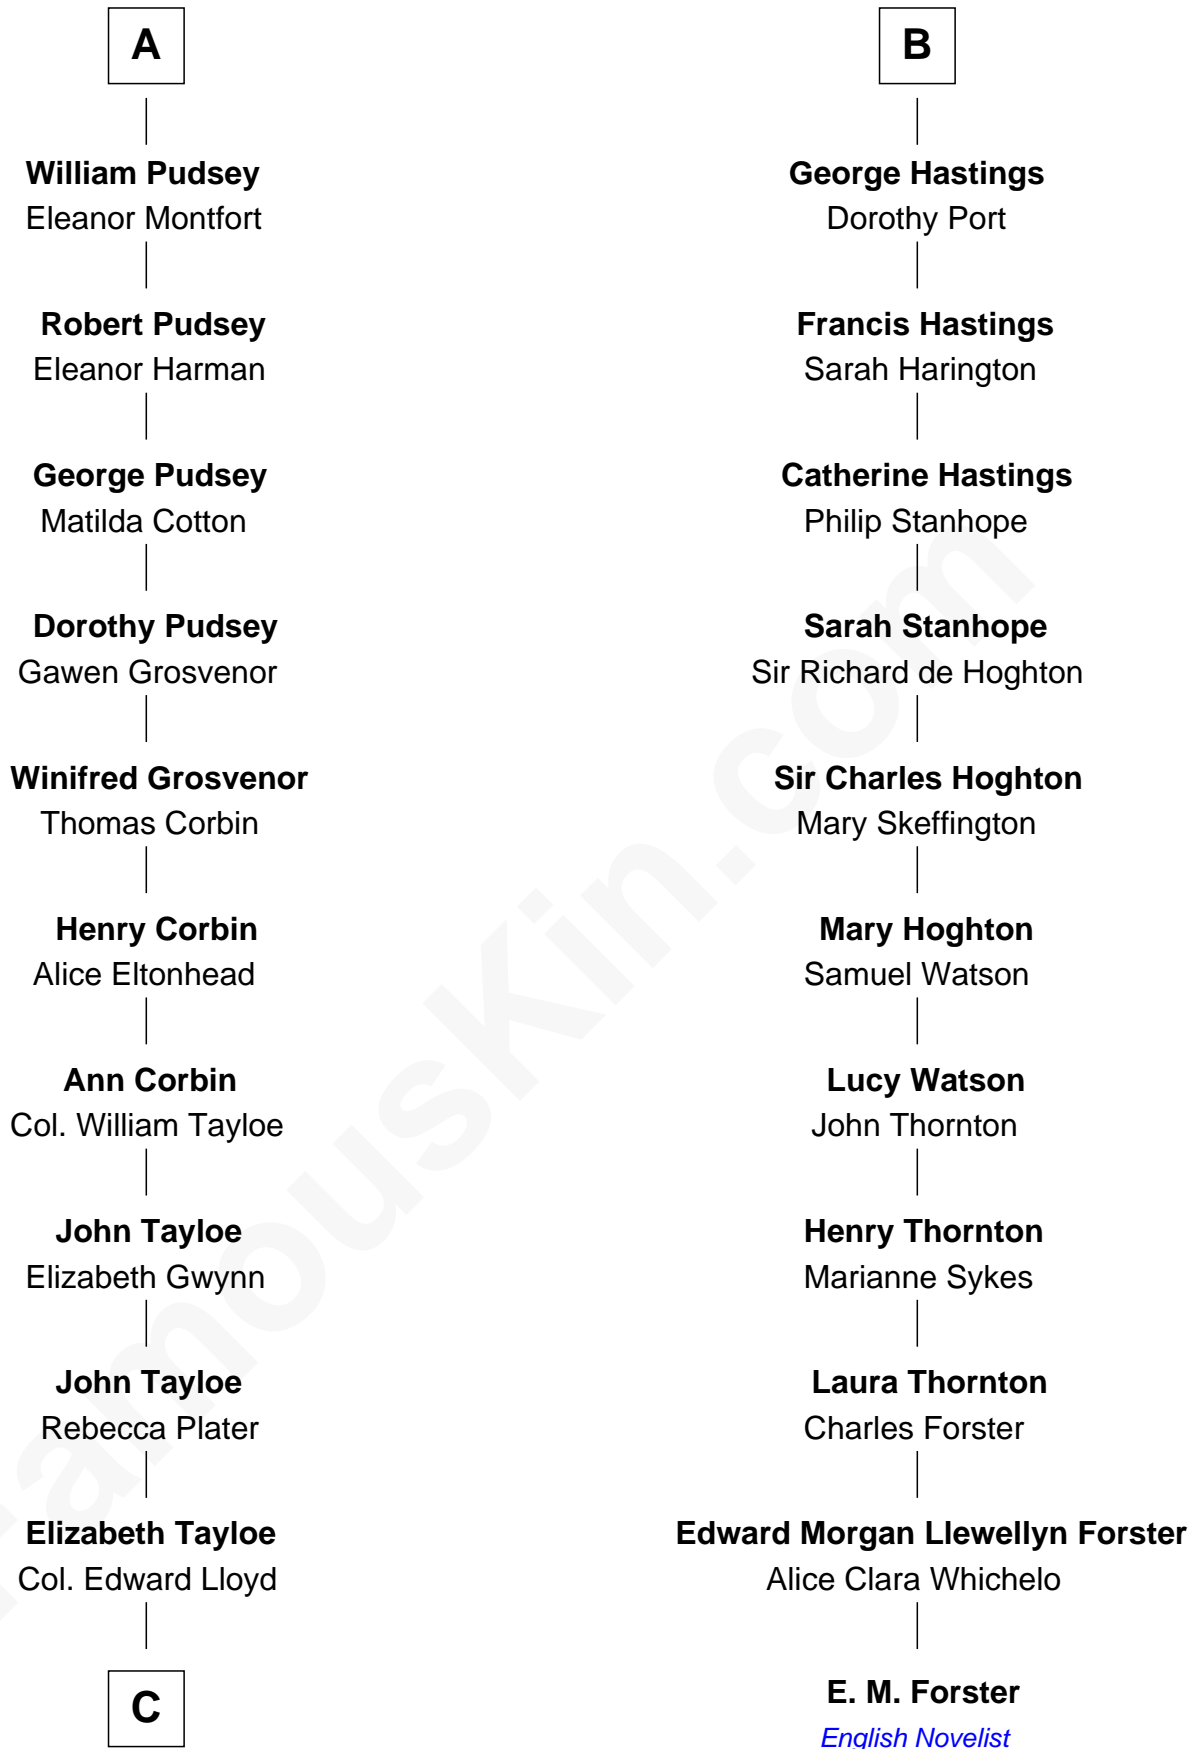 A
William Pudsey
Eleanor Montfort
Robert Pudsey
Eleanor Harman
George Pudsey
Matilda Cotton
Dorothy Pudsey
Gawen Grosvenor
Winifred Grosvenor
Thomas Corbin
Henry Corbin
Alice Eltonhead
Ann Corbin
Col. William Tayloe
John Tayloe
Elizabeth Gwynn
John Tayloe
Rebecca Plater
Elizabeth Tayloe
Col. Edward Lloyd
C
B
George Hastings
Dorothy Port
Francis Hastings
Sarah Harington
Catherine Hastings
Philip Stanhope
Sarah Stanhope
Sir Richard de Hoghton
Sir Charles Hoghton
Mary Skeffington
Mary Hoghton
Samuel Watson
Lucy Watson
John Thornton
Henry Thornton
Marianne Sykes
Laura Thornton
Charles Forster
Edward Morgan Llewellyn Forster
Alice Clara Whichelo
E. M. Forster
English Novelist
FamousKin.com